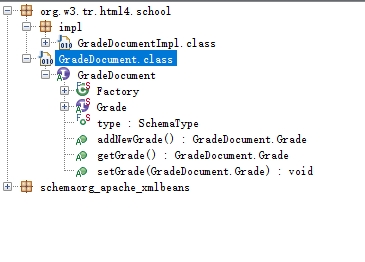 org.w3.tr.html4.school
impl
GradeDocumentImpl.class
GradeDocument.class
GradeDocument
Factory
Grade
type : SchemaType
addNewGrade() : GradeDocument.Grade
getGrade() : GradeDocument.Grade
setGrade(GradeDocument.Grade) : void
schemaorg_apache_xmlbeans